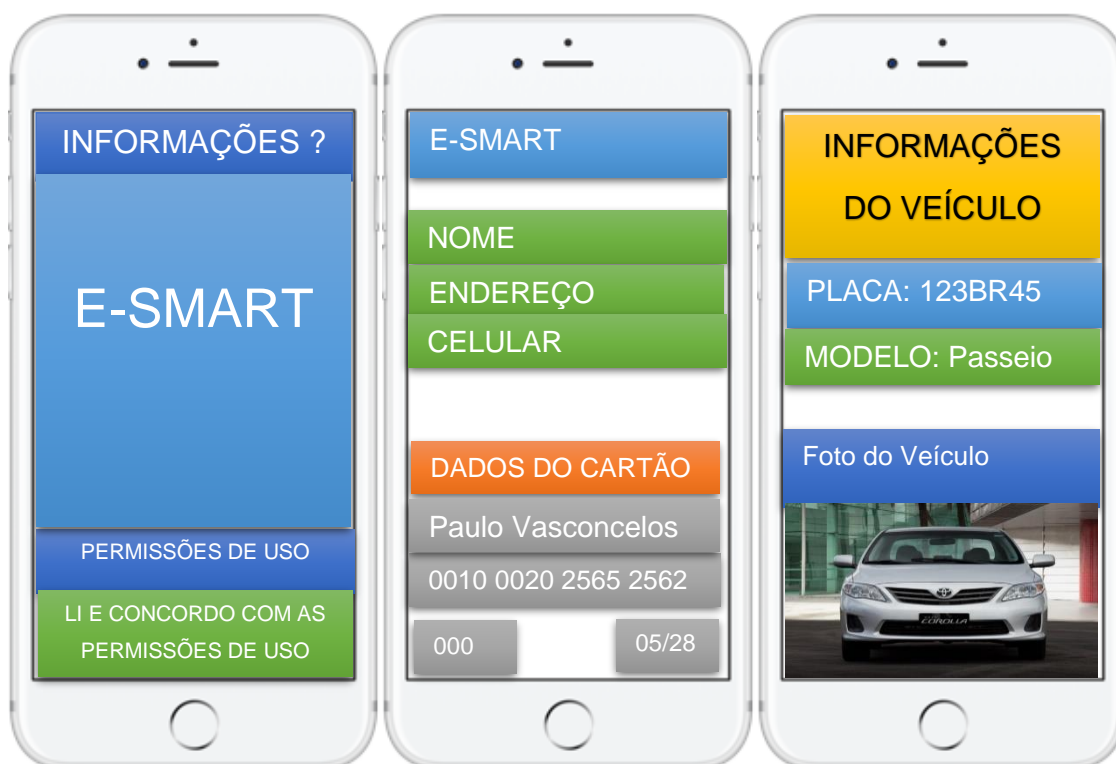 INFORMAÇÕES ?
E-SMART
PERMISSÕES DE USO
LI E CONCORDO COM AS
PERMISSÕES DE USO
E-SMART
NOME
ENDEREÇO
CELULAR
DADOS DO CARTÃO
Paulo Vasconcelos
0010 0020 2565 2562
000
05/28
INFORMAÇÕES
DO VEÍCULO
PLACA: 123BR45
MODELO: Passeio
Foto do Veículo
COROLLA